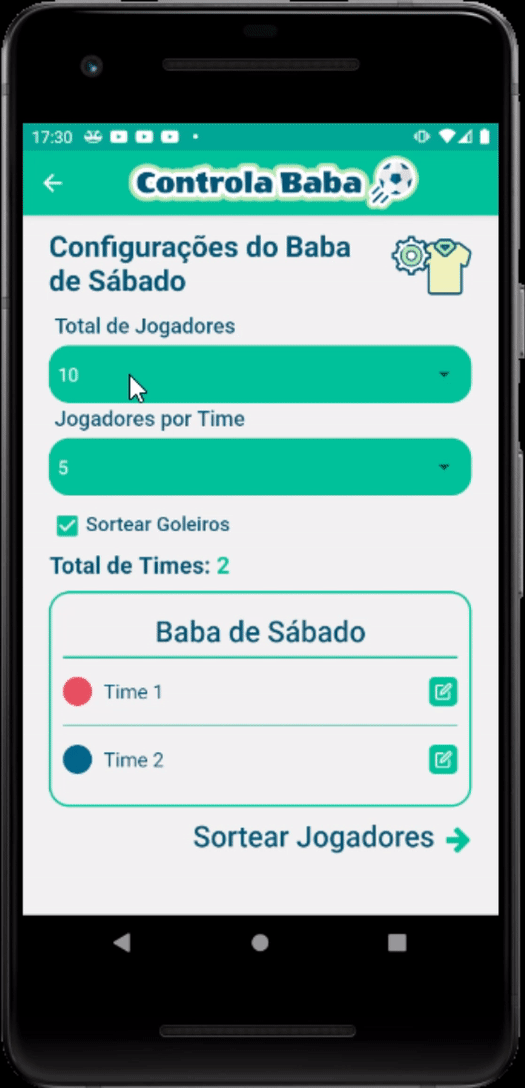 17:30
Controla Baba
Configurações do Baba
de Sábado
Total de Jogadores
10
Jogadores por Time
5
Sortear Goleiros
Total de Times: 2
Baba de Sábado
Time 1
Time 2
Sortear Jogadores